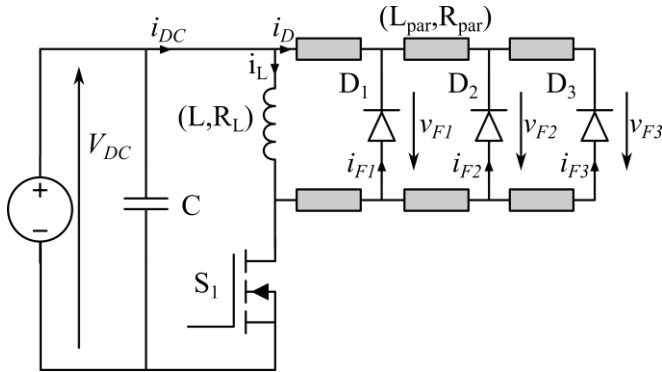 i_DC
i_D
(L_par,R_par)
i_L
D_1
D_2
D_3
(L,R_L)
V_DC
v_F1
v_F2
v_F3
i_F1
i_F2
i_F3
+
−
C
S_1